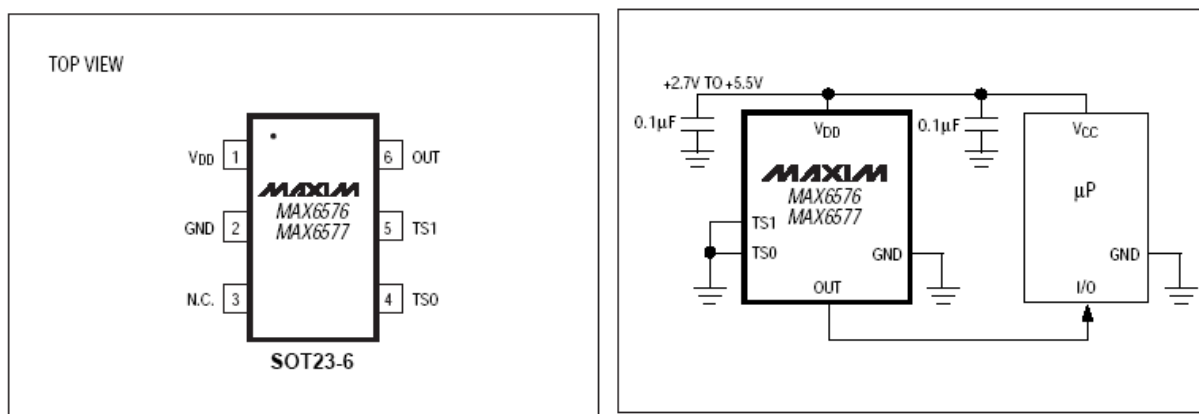 TOP VIEW
VDD 1
6 OUT
MAXIM
MAX6576
MAX6577
GND 2
5 TS1
N.C. 3
4 TS0
SOT23-6
+2.7V TO +5.5V
0.1μF
0.1μF
VDD
VCC
MAXIM
MAX6576
MAX6577
μP
TS1
TS0
GND
GND
OUT
I/O